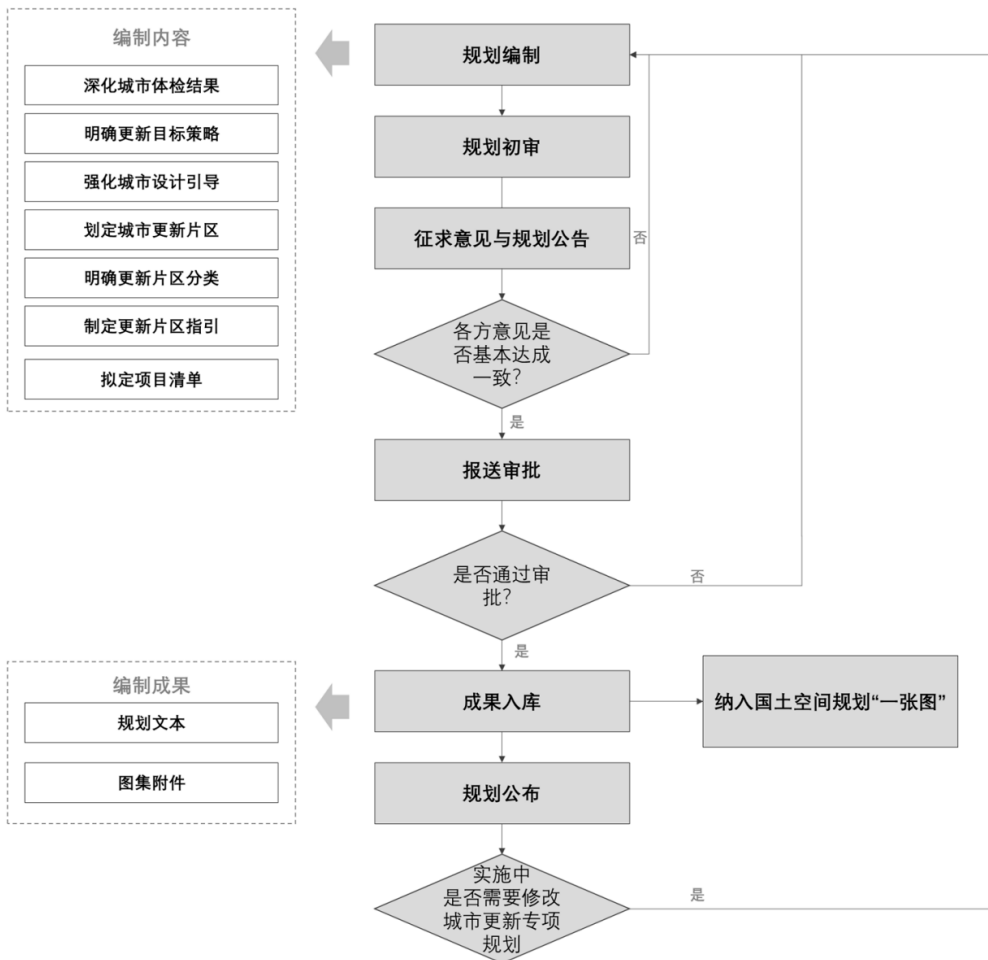 编制内容
深化城市体检结果
明确更新目标策略
强化城市设计引导
划定城市更新片区
明确更新片区分类
制定更新片区指引
拟定项目清单
规划编制
规划初审
征求意见与规划公告
否
各方意见是
否基本达成
一致？
是
报送审批
是否通过审
批？
否
是
编制成果
规划文本
图集附件
成果入库
纳入国土空间规划“一张图”
规划公布
实施中
是否需要修改
城市更新专项
规划
是